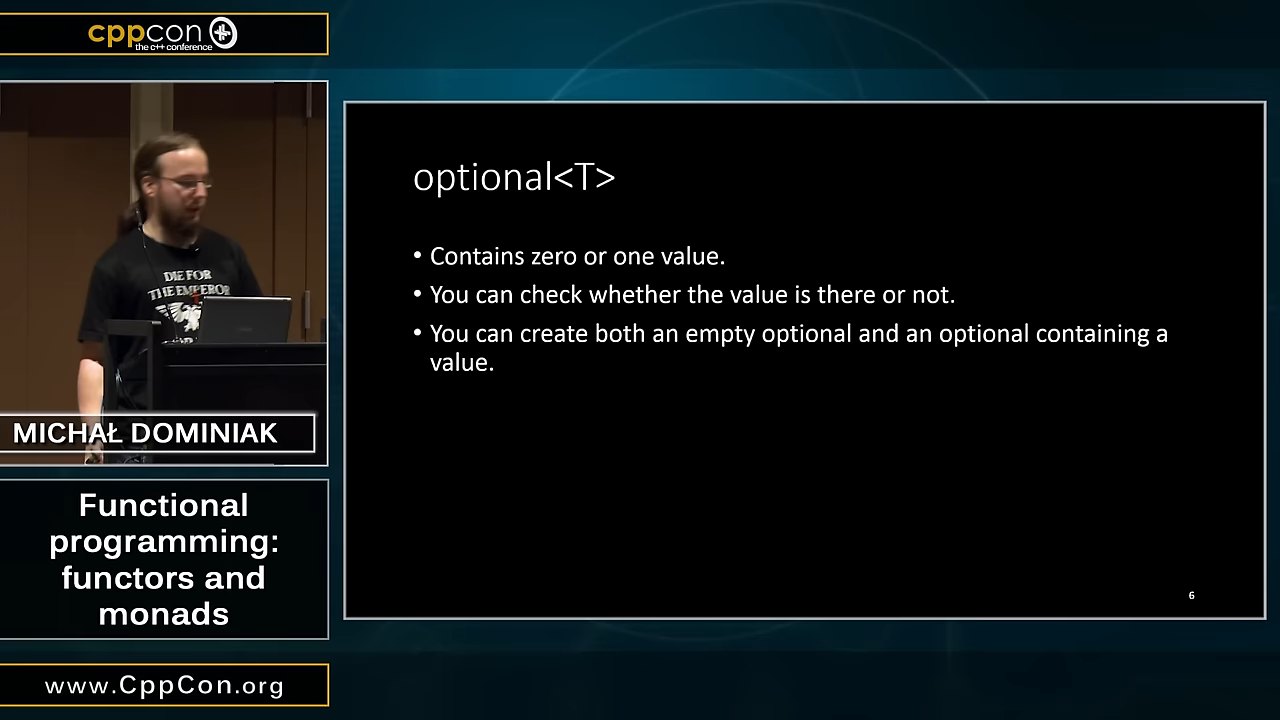 cppcon
the c++ conference
DIE FOR
THE EMPEROR
MICHAŁ DOMINIAK
Functional
programming:
functors and
monads
www.CppCon.org
optional<T>
• Contains zero or one value.
• You can check whether the value is there or not.
• You can create both an empty optional and an optional containing a
value.
6